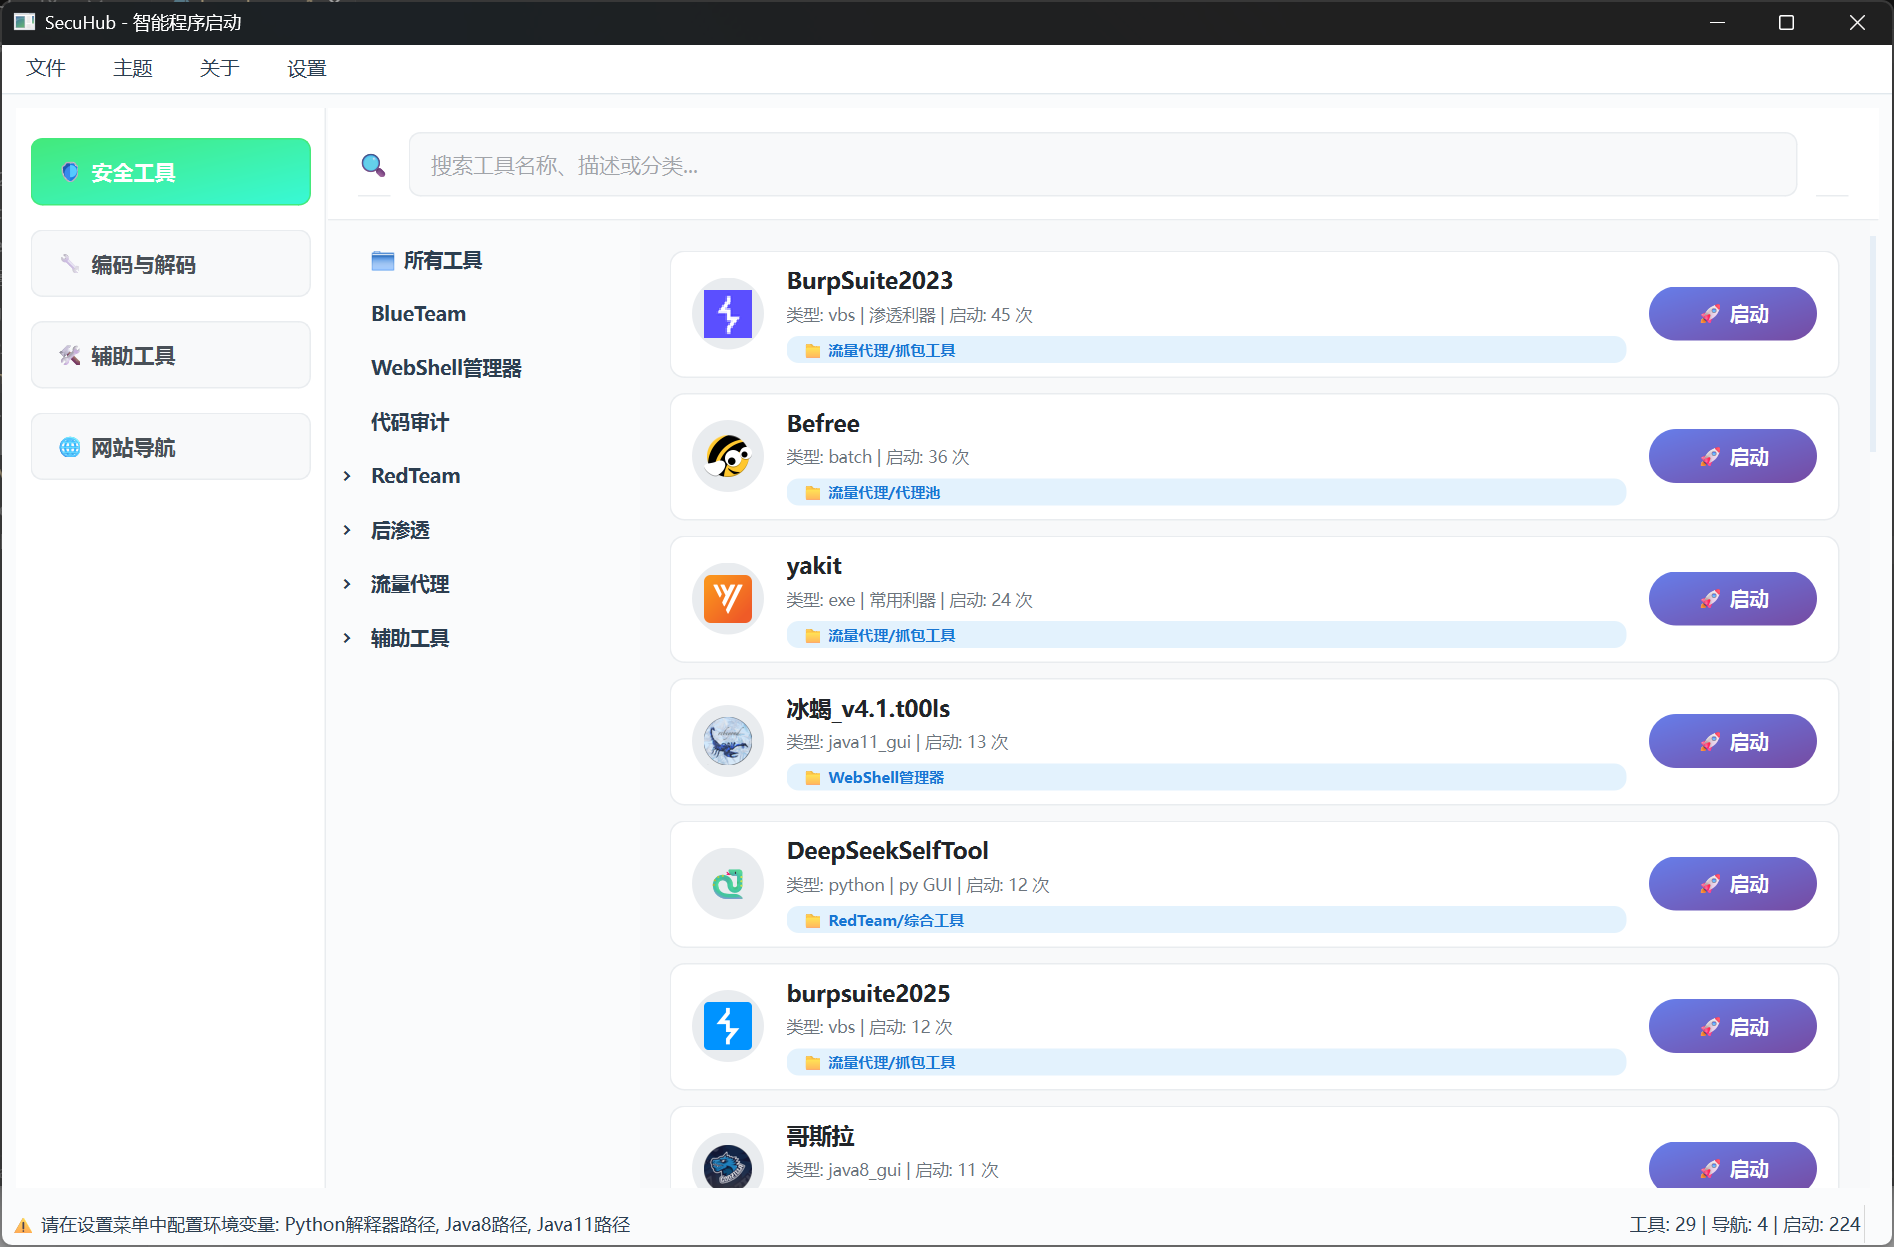 SecuHub - 智能程序启动
文件 主题 关于 设置
安全工具
编码与解码
辅助工具
网站导航
搜索工具名称、描述或分类...
所有工具
BlueTeam
WebShell管理器
代码审计
RedTeam
后渗透
流量代理
辅助工具
BurpSuite2023
类型: vbs | 渗透利器 | 启动: 45 次
流量代理/抓包工具
启动
Befree
类型: batch | 启动: 36 次
流量代理/代理池
启动
yakit
类型: exe | 常用利器 | 启动: 24 次
流量代理/抓包工具
启动
冰蝎_v4.1.t00ls
类型: java11_gui | 启动: 13 次
WebShell管理器
启动
DeepSeekSelfTool
类型: python | py GUI | 启动: 12 次
RedTeam/综合工具
启动
burpsuite2025
类型: vbs | 启动: 12 次
流量代理/抓包工具
启动
哥斯拉
类型: java8_gui | 启动: 11 次
启动
请在设置菜单中配置环境变量: Python解释器路径, Java8路径, Java11路径
工具: 29 | 导航: 4 | 启动: 224